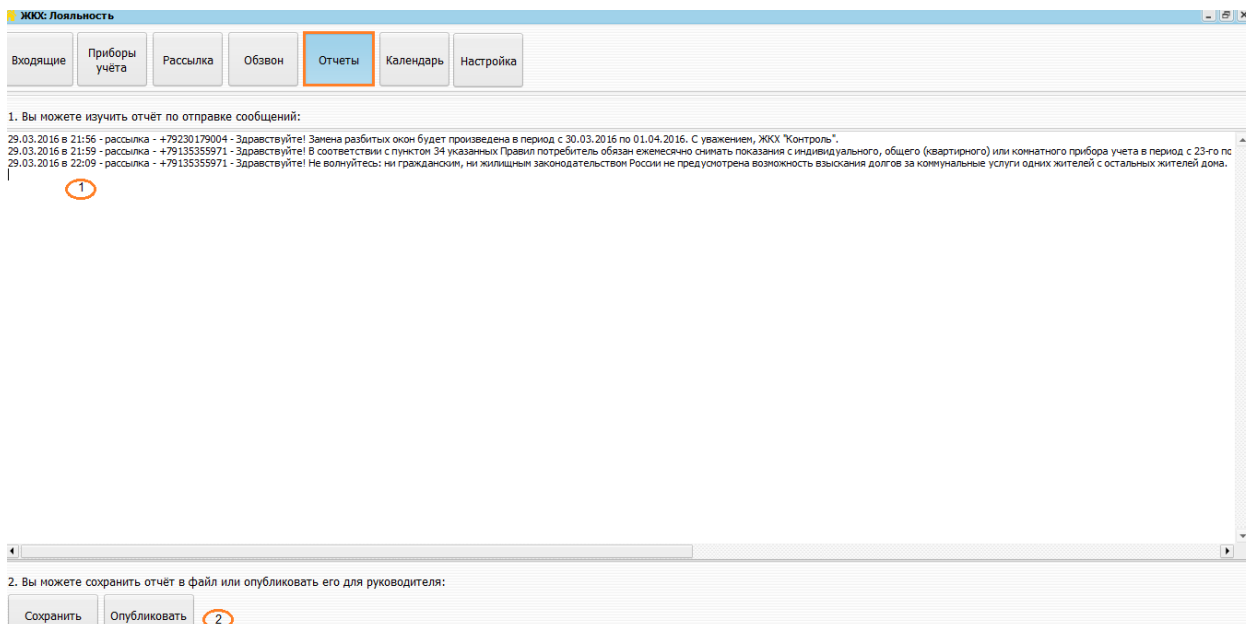 ЖКХ: Лояльность
Входящие
Приборы
учёта
Рассылка
Обзвон
Отчеты
Календарь
Настройка
1. Вы можете изучить отчёт по отправке сообщений:
29.03.2016 в 21:56 - рассылка - +79230179004 - Здравствуйте! Замена разбитых окон будет произведена в период с 30.03.2016 по 01.04.2016. С уважением, ЖКХ "Контроль".
29.03.2016 в 21:59 - рассылка - +79135355971 - Здравствуйте! В соответствии с пунктом 34 указанных Правил потребитель обязан ежемесячно снимать показания с индивидуального, общего (квартирного) или комнатного прибора учета в период с 23-го по
29.03.2016 в 22:09 - рассылка - +79135355971 - Здравствуйте! Не волнуйтесь: ни гражданским, ни жилищным законодательством России не предусмотрена возможность взыскания долгов за коммунальные услуги одних жителей с остальных жителей дома.
1
2. Вы можете сохранить отчёт в файл или опубликовать его для руководителя:
Сохранить
Опубликовать
2